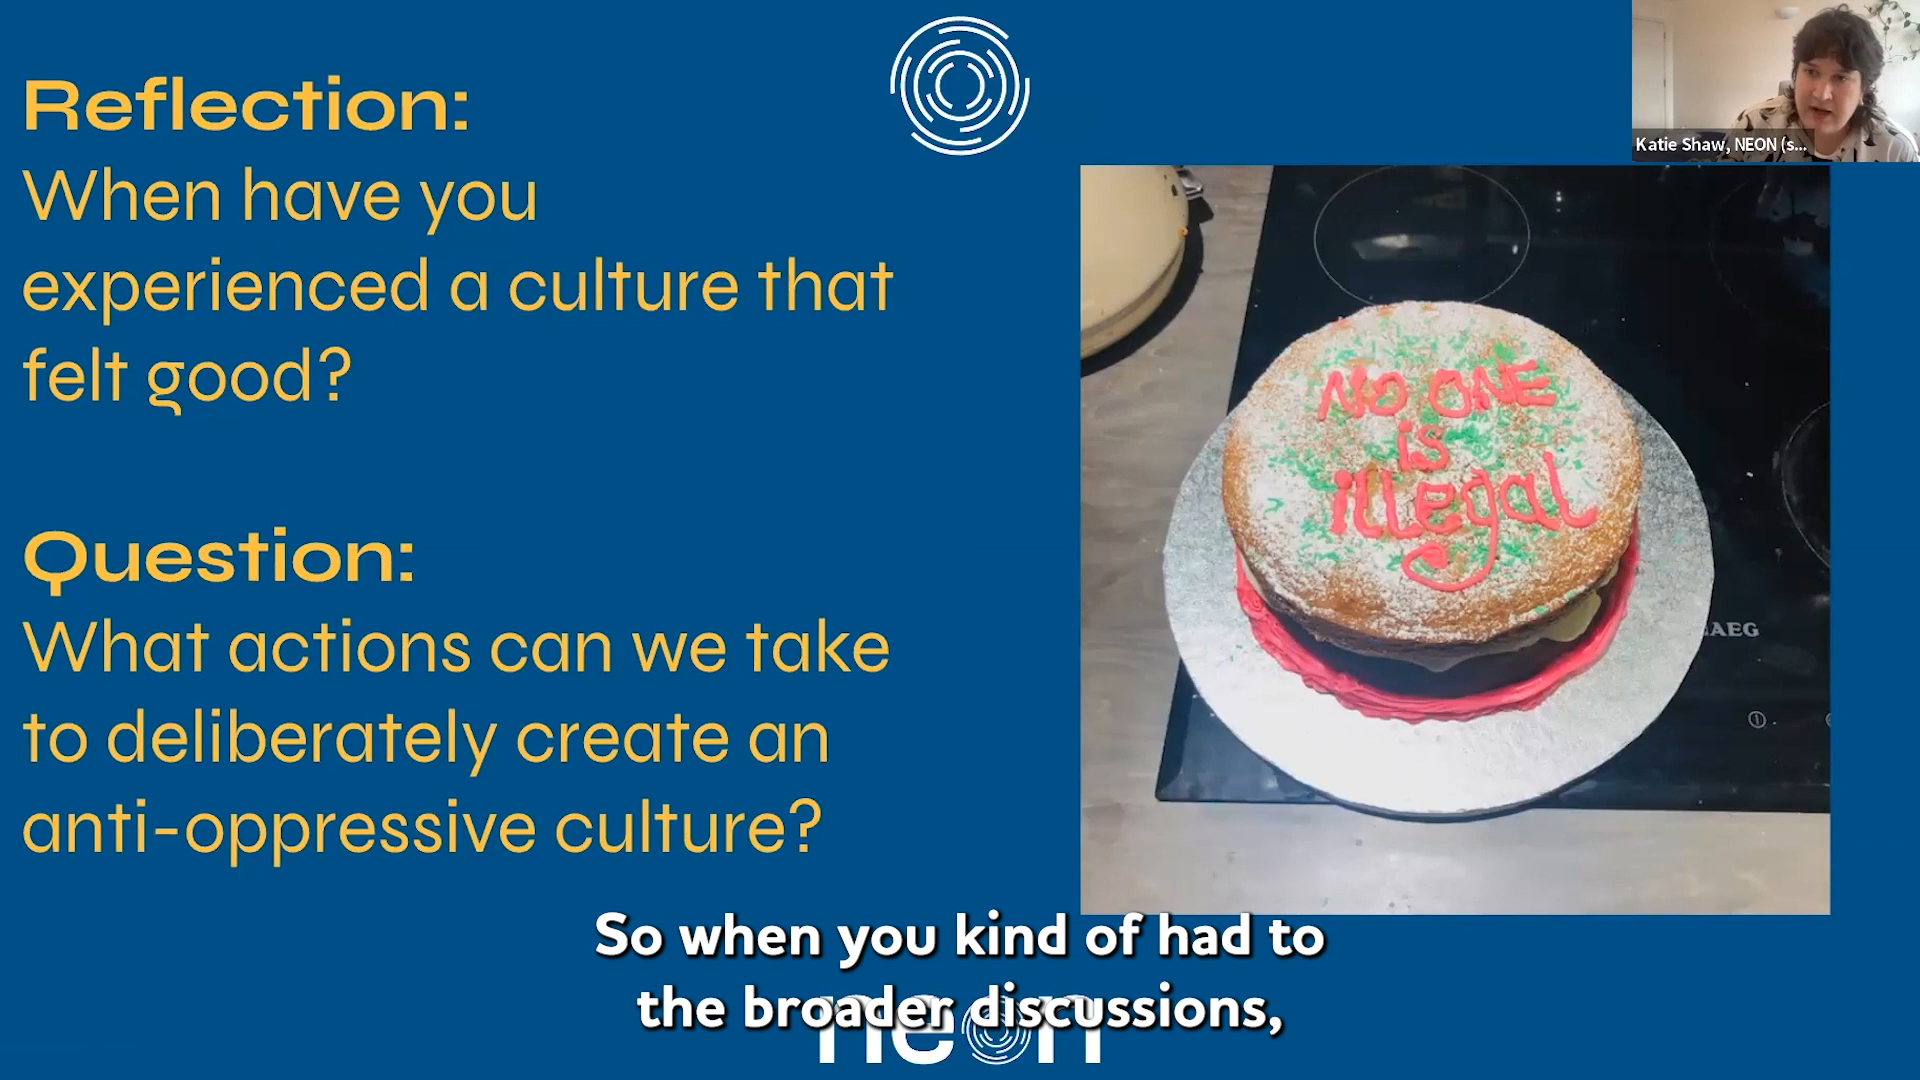 Reflection:
When have you
experienced a culture that
felt good?
Question:
What actions can we take
to deliberately create an
anti-oppressive culture?
Katie Shaw, NEON (s...
NO ONE
is
illegal
AEG
So when you kind of had to
the broader discussions,
neon